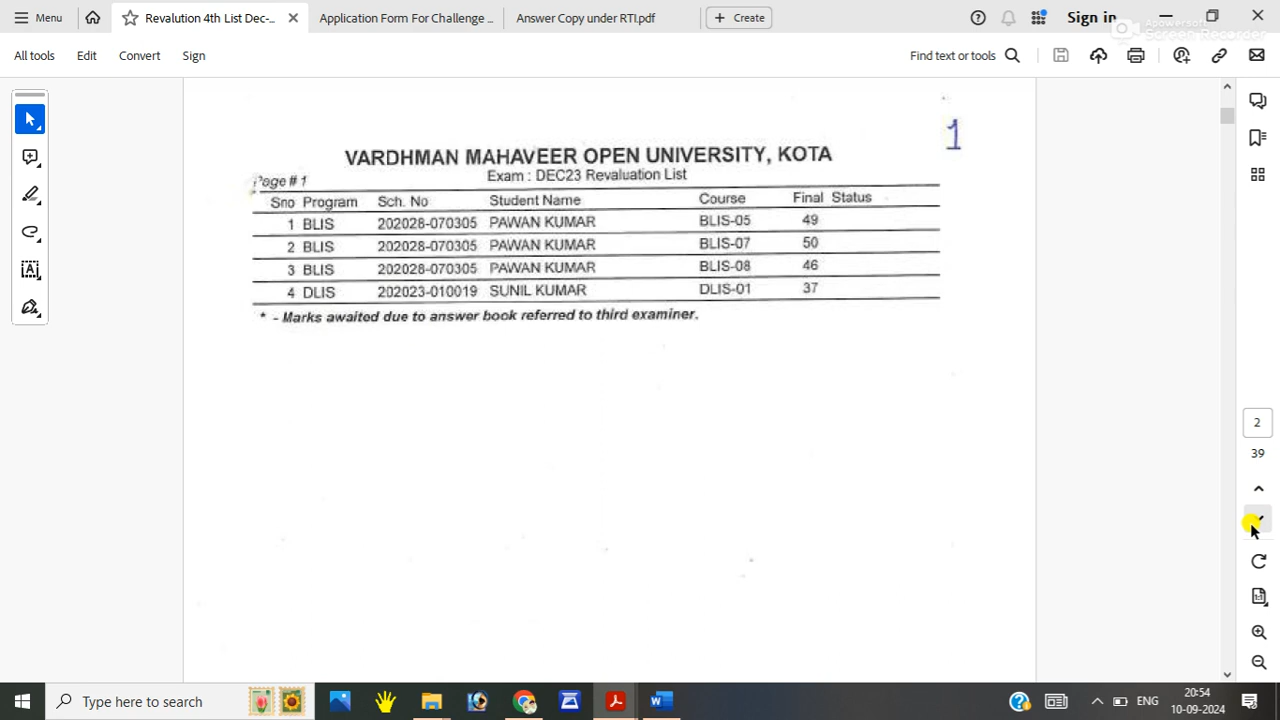 Menu
Revalution 4th List Dec-...
Application Form For Challenge ...
Answer Copy under RTI.pdf
Create
Sign in
Apowersoft
Screen Recorder
All tools
Edit
Convert
Sign
Find text or tools
1
VARDHMAN MAHAVEER OPEN UNIVERSITY, KOTA
Page # 1
Exam : DEC23 Revaluation List
Sno Program Sch. No Student Name Course Final Status
1 BLIS 202028-070305 PAWAN KUMAR BLIS-05 49
2 BLIS 202028-070305 PAWAN KUMAR BLIS-07 50
3 BLIS 202028-070305 PAWAN KUMAR BLIS-08 46
4 DLIS 202023-010019 SUNIL KUMAR DLIS-01 37
* - Marks awaited due to answer book referred to third examiner.
2
39
Type here to search
ENG
20:54
10-09-2024